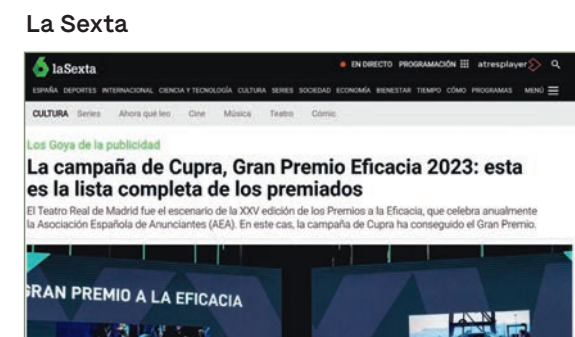 La Sexta
laSexta
EN DIRECTO PROGRAMACIÓN atresplayer
ESPAÑA DEPORTES INTERNACIONAL CIENCIA Y TECNOLOGÍA CULTURA SERIES SOCIEDAD ECONOMÍA BIENESTAR TIEMPO CÓMO PROGRAMAS MENÚ
CULTURA Series Ahora qué leo Cine Música Teatro Cómic
Los Goya de la publicidad
La campaña de Cupra, Gran Premio Eficacia 2023: esta
es la lista completa de los premiados
El Teatro Real de Madrid fue el escenario de la XXV edición de los Premios a la Eficacia, que celebra anualmente
la Asociación Española de Anunciantes (AEA). En este cas, la campaña de Cupra ha conseguido el Gran Premio.
GRAN PREMIO A LA EFICACIA